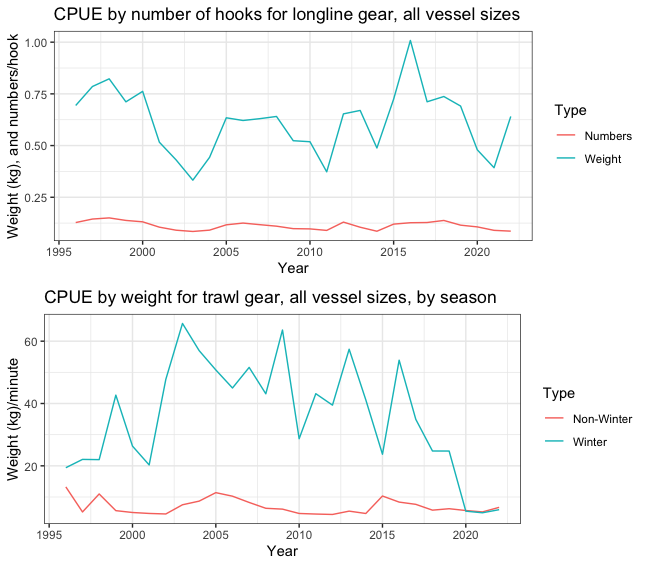 CPUE by number of hooks for longline gear, all vessel sizes
Weight (kg), and numbers/hook
1.00
0.75
0.50
0.25
1995
2000
2005
2010
2015
2020
Year
Type
Numbers
Weight
CPUE by weight for trawl gear, all vessel sizes, by season
Weight (kg)/minute
60
40
20
1995
2000
2005
2010
2015
2020
Year
Type
Non-Winter
Winter